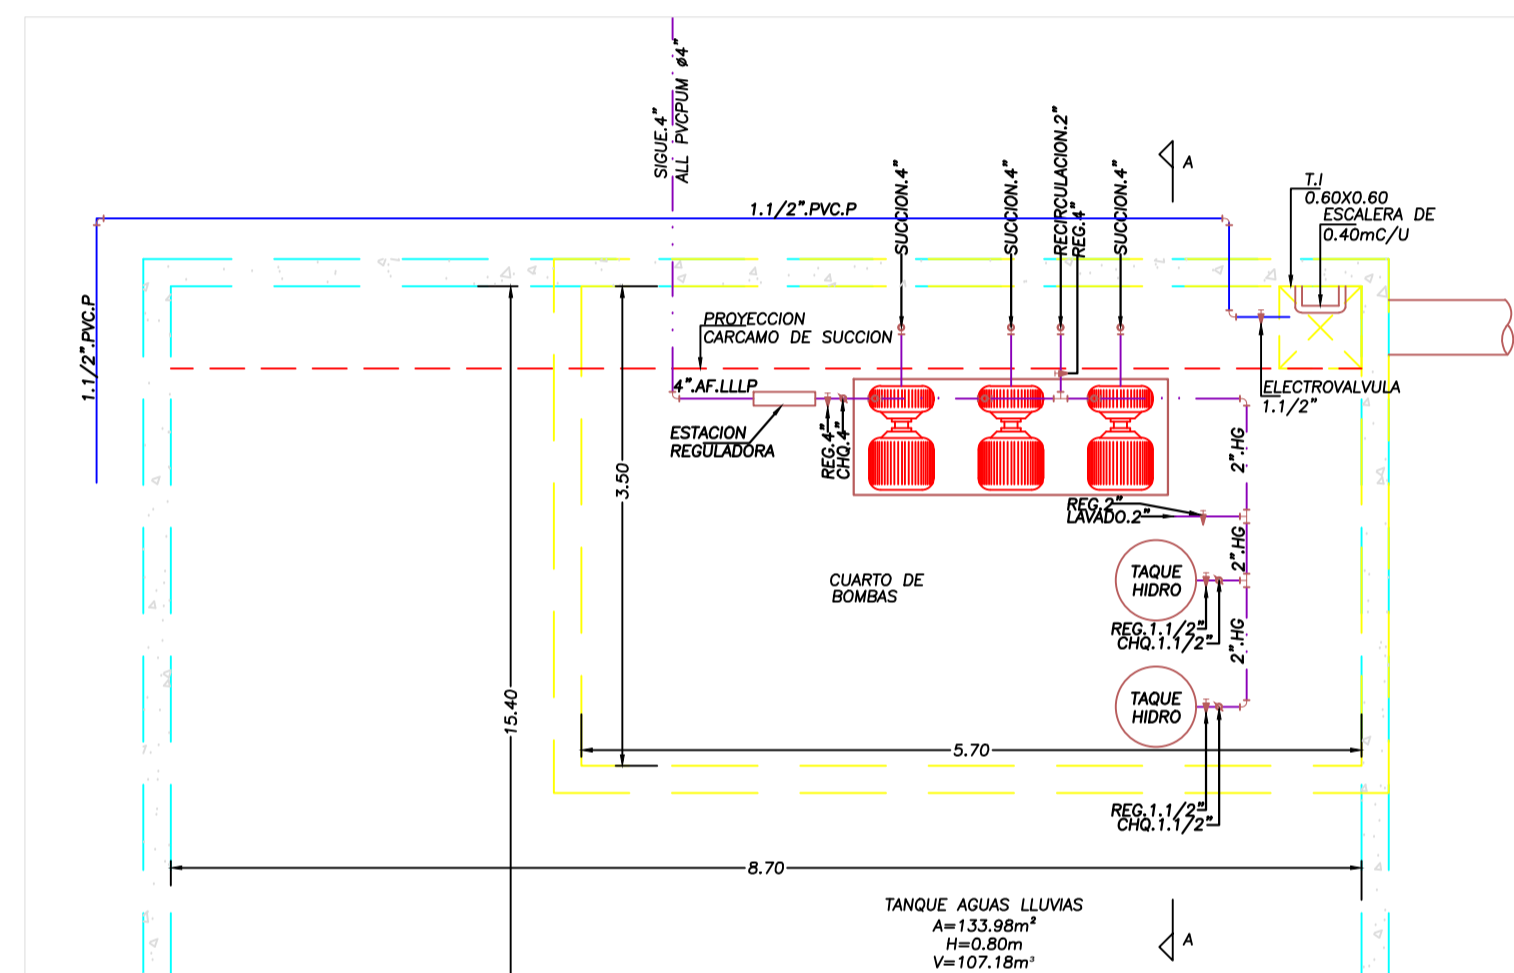 SIGUE.4"
ALL PVCPUM ø4"
1.1/2".PVC.P
1.1/2".PVC.P
SUCCION.4"
SUCCION.4"
RECIRCULACION.2"
REG.4"
SUCCION.4"
A
T.I
0.60X0.60
ESCALERA DE
0.40mC/U
PROYECCION
CARCAMO DE SUCCION
4".AF.LLLP
ESTACION
REGULADORA
REG.4"
CHQ.4"
ELECTROVALVULA
1.1/2"
2".HG
REG.2"
LAVADO.2"
2".HG
3.50
CUARTO DE
BOMBAS
TAQUE
HIDRO
REG.1.1/2"
CHQ.1.1/2"
2".HG
15.40
TAQUE
HIDRO
5.70
REG.1.1/2"
CHQ.1.1/2"
8.70
TANQUE AGUAS LLUVIAS
A=133.98m²
H=0.80m
V=107.18m³
A